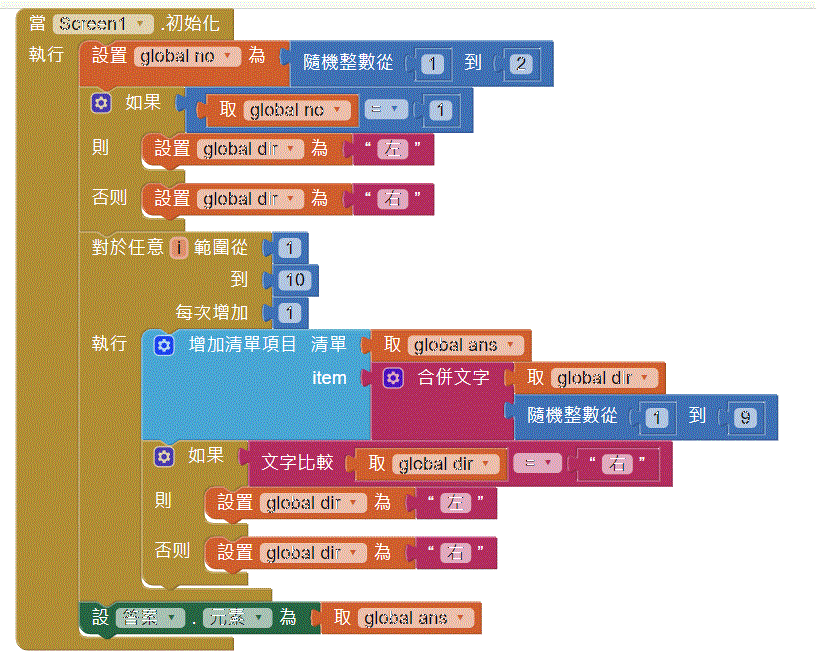 當 Screen1 .初始化
執行 設置 global no 為 隨機整數從 1 到 2
如果 取 global no = 1
則 設置 global dir 為 “ 左 ”
否則 設置 global dir 為 “ 右 ”
對於任意 i 範圍從 1
到 10
每次增加 1
執行 增加清單項目 清單 取 global ans
item 合併文字 取 global dir
隨機整數從 1 到 9
如果 文字比較 取 global dir = “ 右 ”
則 設置 global dir 為 “ 左 ”
否則 設置 global dir 為 “ 右 ”
設 答案 . 元素 為 取 global ans